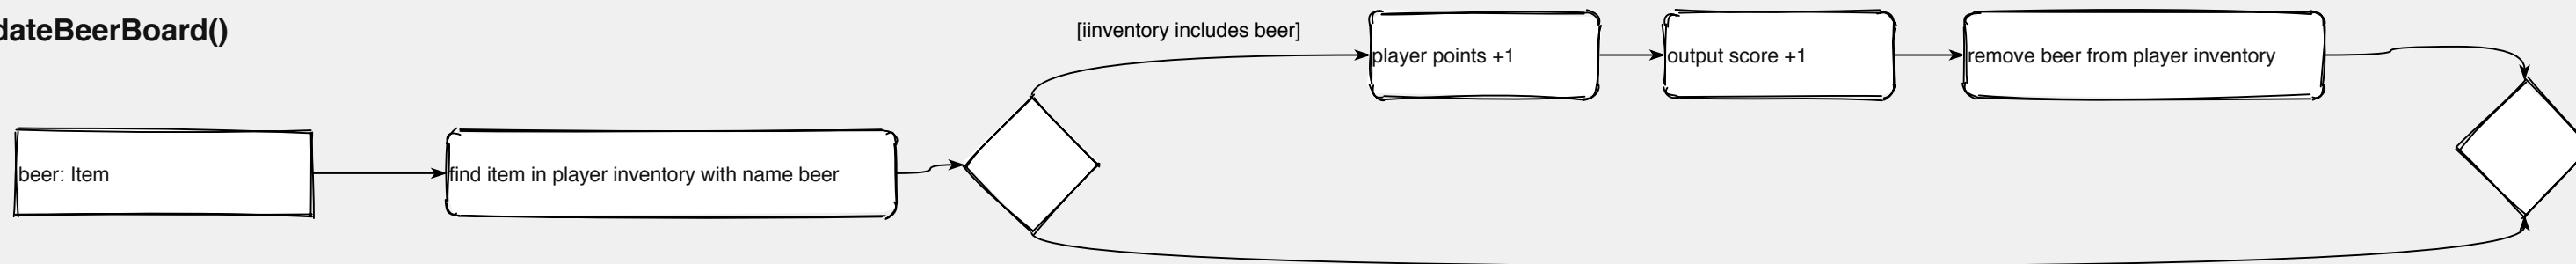 dateBeerBoard()
[iinventory includes beer]
player points +1
output score +1
remove beer from player inventory
beer: Item
find item in player inventory with name beer